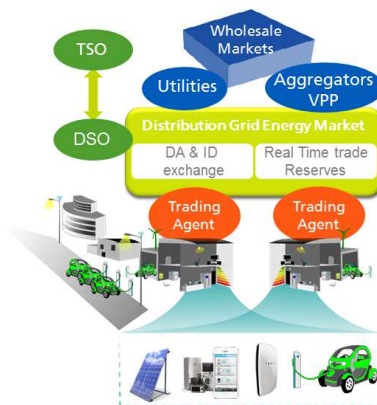 TSO
Wholesale
Markets
Utilities
Aggregators
VPP
DSO
Distribution Grid Energy Market
DA & ID
exchange
Real Time trade
Reserves
Trading
Agent
Trading
Agent